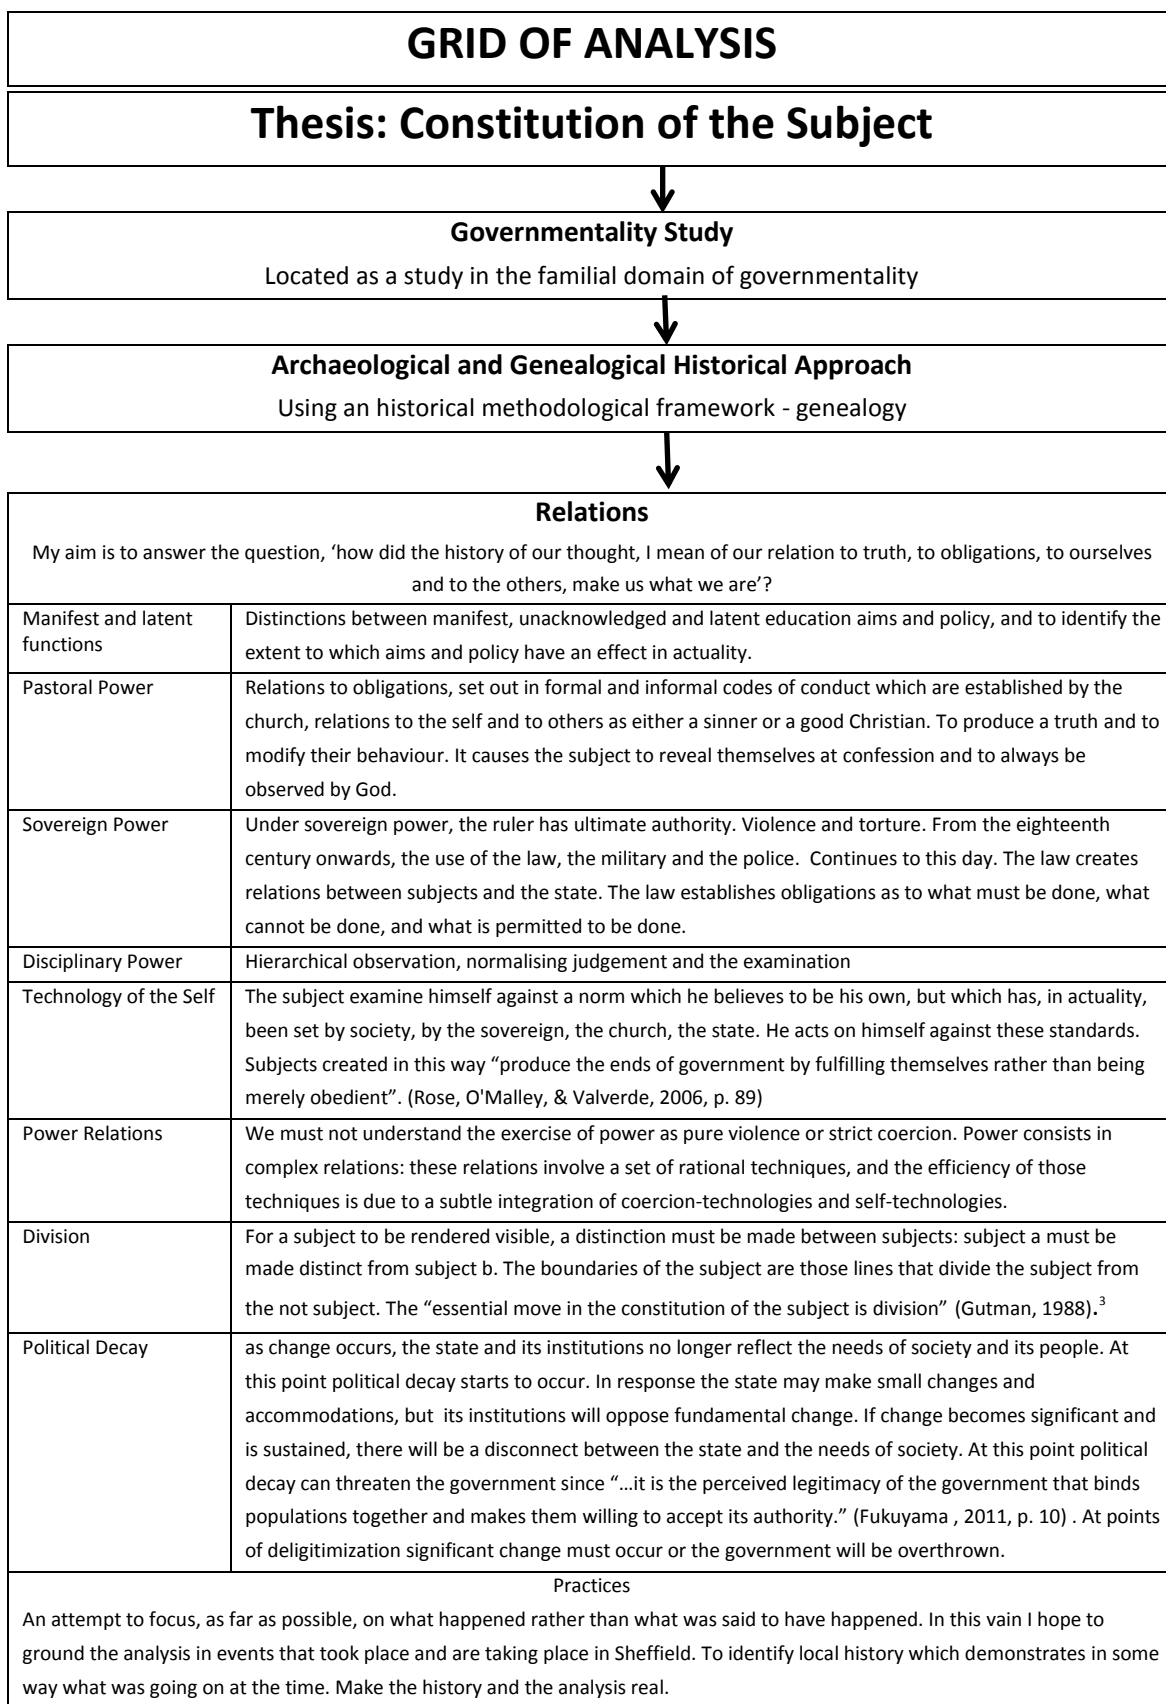 GRID OF ANALYSIS
Thesis: Constitution of the Subject
Governmentality Study
Located as a study in the familial domain of governmentality
Archaeological and Genealogical Historical Approach
Using an historical methodological framework - genealogy
Relations
My aim is to answer the question, ‘how did the history of our thought, I mean of our relation to truth, to obligations, to ourselves
and to the others, make us what we are’?
Manifest and latent
functions
Distinctions between manifest, unacknowledged and latent education aims and policy, and to identify the
extent to which aims and policy have an effect in actuality.
Pastoral Power
Relations to obligations, set out in formal and informal codes of conduct which are established by the
church, relations to the self and to others as either a sinner or a good Christian. To produce a truth and to
modify their behaviour. It causes the subject to reveal themselves at confession and to always be
observed by God.
Sovereign Power
Under sovereign power, the ruler has ultimate authority. Violence and torture. From the eighteenth
century onwards, the use of the law, the military and the police.  Continues to this day. The law creates
relations between subjects and the state. The law establishes obligations as to what must be done, what
cannot be done, and what is permitted to be done.
Disciplinary Power
Hierarchical observation, normalising judgement and the examination
Technology of the Self
The subject examine himself against a norm which he believes to be his own, but which has, in actuality,
been set by society, by the sovereign, the church, the state. He acts on himself against these standards.
Subjects created in this way “produce the ends of government by fulfilling themselves rather than being
merely obedient”. (Rose, O'Malley, & Valverde, 2006, p. 89)
Power Relations
We must not understand the exercise of power as pure violence or strict coercion. Power consists in
complex relations: these relations involve a set of rational techniques, and the efficiency of those
techniques is due to a subtle integration of coercion-technologies and self-technologies.
Division
For a subject to be rendered visible, a distinction must be made between subjects: subject a must be
made distinct from subject b. The boundaries of the subject are those lines that divide the subject from
the not subject. The “essential move in the constitution of the subject is division” (Gutman, 1988).³
Political Decay
as change occurs, the state and its institutions no longer reflect the needs of society and its people. At
this point political decay starts to occur. In response the state may make small changes and
accommodations, but  its institutions will oppose fundamental change. If change becomes significant and
is sustained, there will be a disconnect between the state and the needs of society. At this point political
decay can threaten the government since “…it is the perceived legitimacy of the government that binds
populations together and makes them willing to accept its authority.” (Fukuyama , 2011, p. 10) . At points
of deligitimization significant change must occur or the government will be overthrown.
Practices
An attempt to focus, as far as possible, on what happened rather than what was said to have happened. In this vain I hope to
ground the analysis in events that took place and are taking place in Sheffield. To identify local history which demonstrates in some
way what was going on at the time. Make the history and the analysis real.